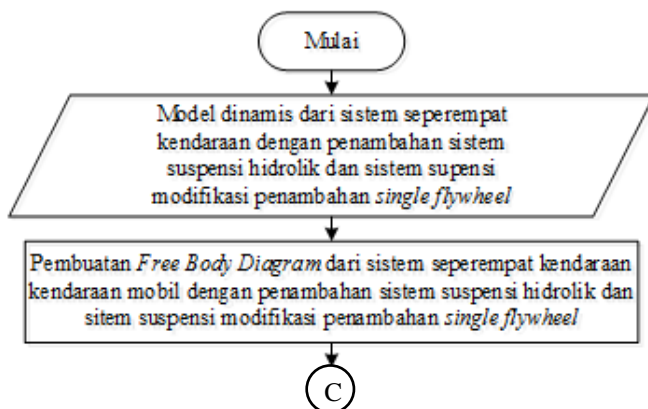 Mulai
Model dinamis dari sistem seperempat
kendaraan dengan penambahan sistem
suspensi hidrolik dan sistem supensi
modifikasi penambahan single flywheel
Pembuatan Free Body Diagram dari sistem seperempat kendaraan
kendaraan mobil dengan penambahan sistem suspensi hidrolik dan
sitem suspensi modifikasi penambahan single flywheel
C